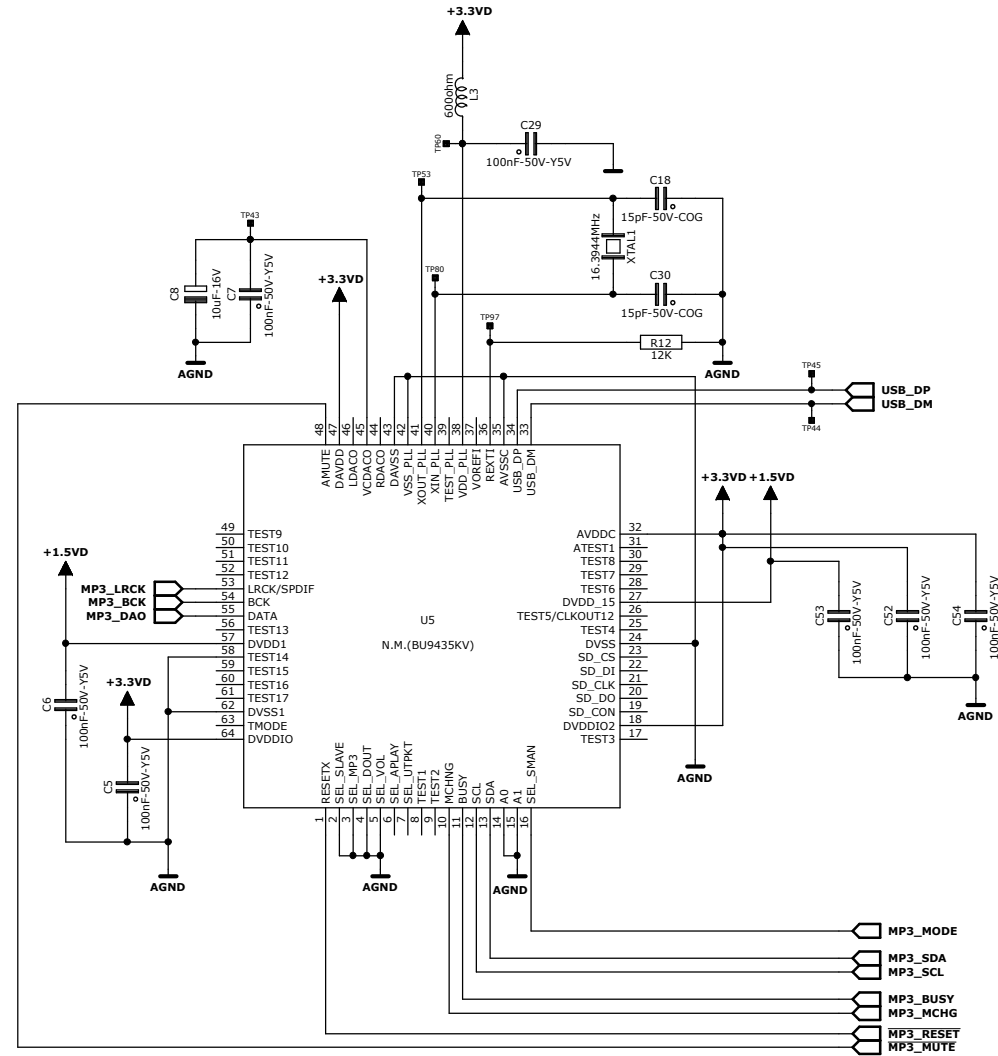 +3.3VD
600ohm
L3
TP60
C29
100nF-50V-Y5V
TP53
C18
15pF-50V-COG
16.3944MHz
XTAL1
TP43
TP80
C30
15pF-50V-COG
C8
10uF-16V
C7
100nF-50V-Y5V
+3.3VD
TP97
R12
12K
AGND
AGND
TP45
USB_DP
USB_DM
TP44
48 47 46 45 44 43 42 41 40 39 38 37 36 35 34 33
AMUTE
DAVDD
LDACO
VCDACO
RDACO
DAVSS
VSS_PLL
XOUT_PLL
XIN_PLL
TEST_PLL
VDD_PLL
VOREFI
REXTI
AVSSC
USB_DP
USB_DM
+3.3VD +1.5VD
49 TEST9
50 TEST10
51 TEST11
52 TEST12
53 LRCK/SPDIF
54 BCK
55 DATA
56 TEST13
57 DVDD1
58 TEST14
59 TEST15
60 TEST16
61 TEST17
62 DVSS1
63 TMODE
64 DVDDIO
+1.5VD
MP3_LRCK
MP3_BCK
MP3_DAO
U5
N.M.(BU9435KV)
AVDDC 32
ATEST1 31
TEST8 30
TEST7 29
TEST6 28
DVDD_15 27
TEST5/CLKOUT12 26
TEST4 25
DVSS 24
SD_CS 23
SD_DI 22
SD_CLK 21
SD_DO 20
SD_CON 19
DVDDIO2 18
TEST3 17
C53
100nF-50V-Y5V
C52
100nF-50V-Y5V
C54
100nF-50V-Y5V
AGND
AGND
C6
100nF-50V-Y5V
+3.3VD
C5
100nF-50V-Y5V
AGND
RESETX
SEL_SLAVE
SEL_MP3
SEL_DOUT
SEL_VOL
SEL_APLAY
SEL_UTPKT
TEST1
TEST2
MCHNG
BUSY
SCL
SDA
A0
A1
SEL_SMAN
1 2 3 4 5 6 7 8 9 10 11 12 13 14 15 16
AGND
AGND
MP3_MODE
MP3_SDA
MP3_SCL
MP3_BUSY
MP3_MCHG
MP3_RESET
MP3_MUTE